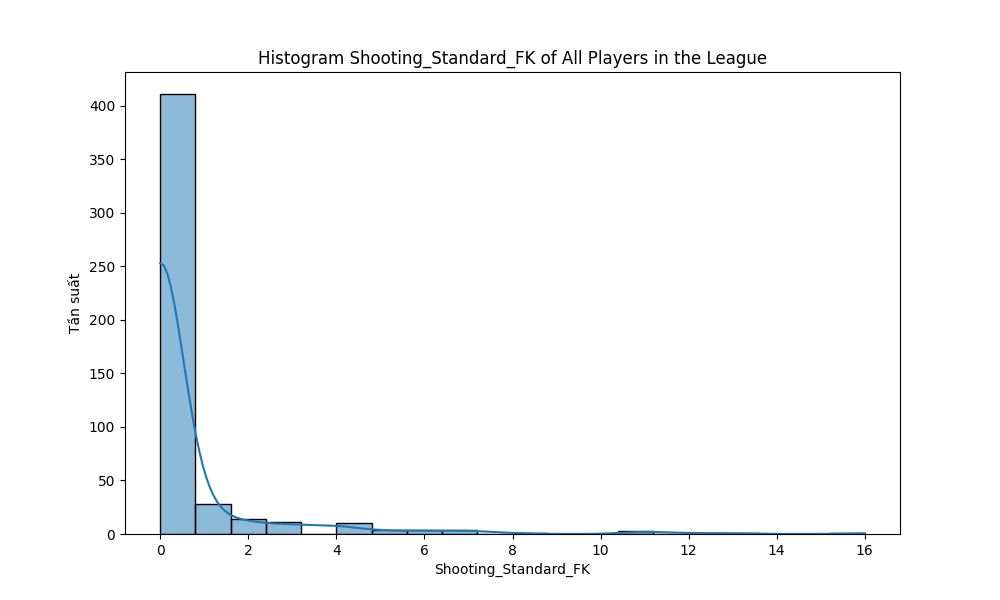 Histogram Shooting_Standard_FK of All Players in the League
400
350
300
250
200
150
100
50
0
Tần suất
0 2 4 6 8 10 12 14 16
Shooting_Standard_FK